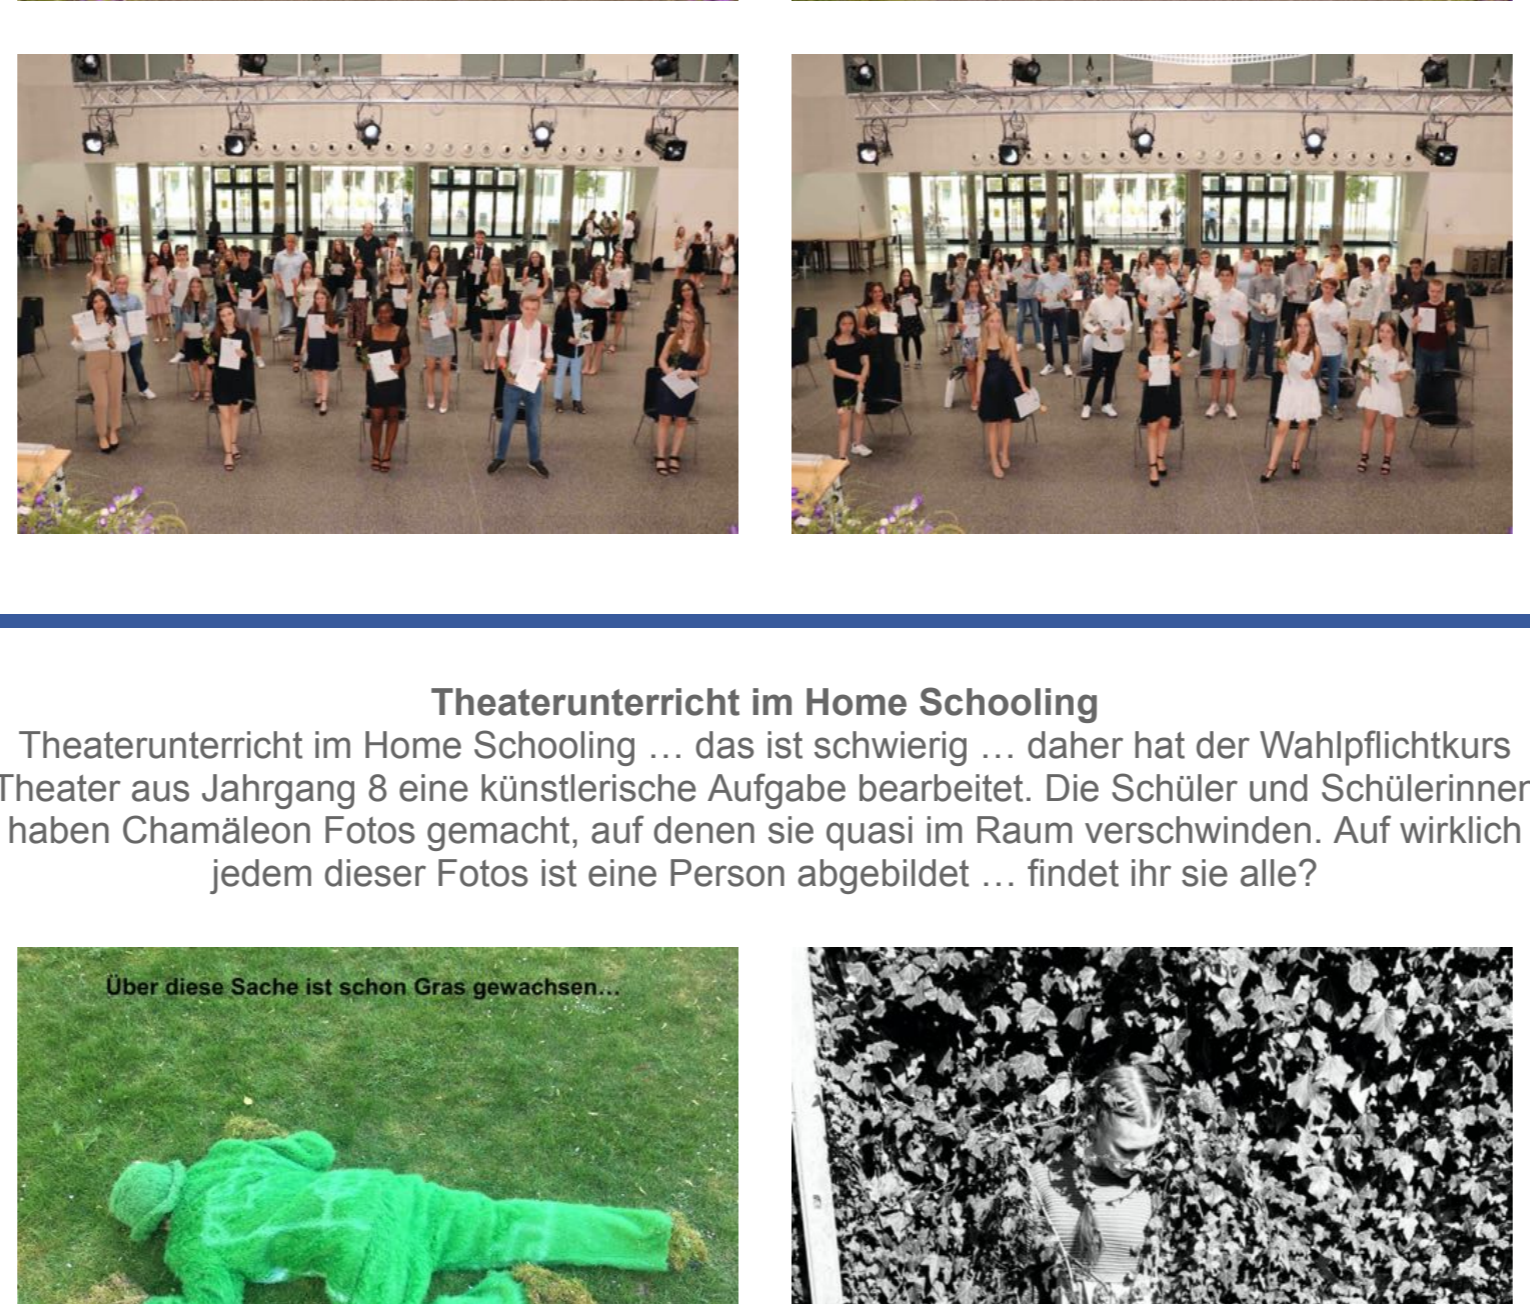 Theaterunterricht im Home Schooling
Theaterunterricht im Home Schooling … das ist schwierig … daher hat der Wahlpflichtkurs
Theater aus Jahrgang 8 eine künstlerische Aufgabe bearbeitet. Die Schüler und Schülerinnen
haben Chamäleon Fotos gemacht, auf denen sie quasi im Raum verschwinden. Auf wirklich
jedem dieser Fotos ist eine Person abgebildet … findet ihr sie alle?
Über diese Sache ist schon Gras gewachsen...